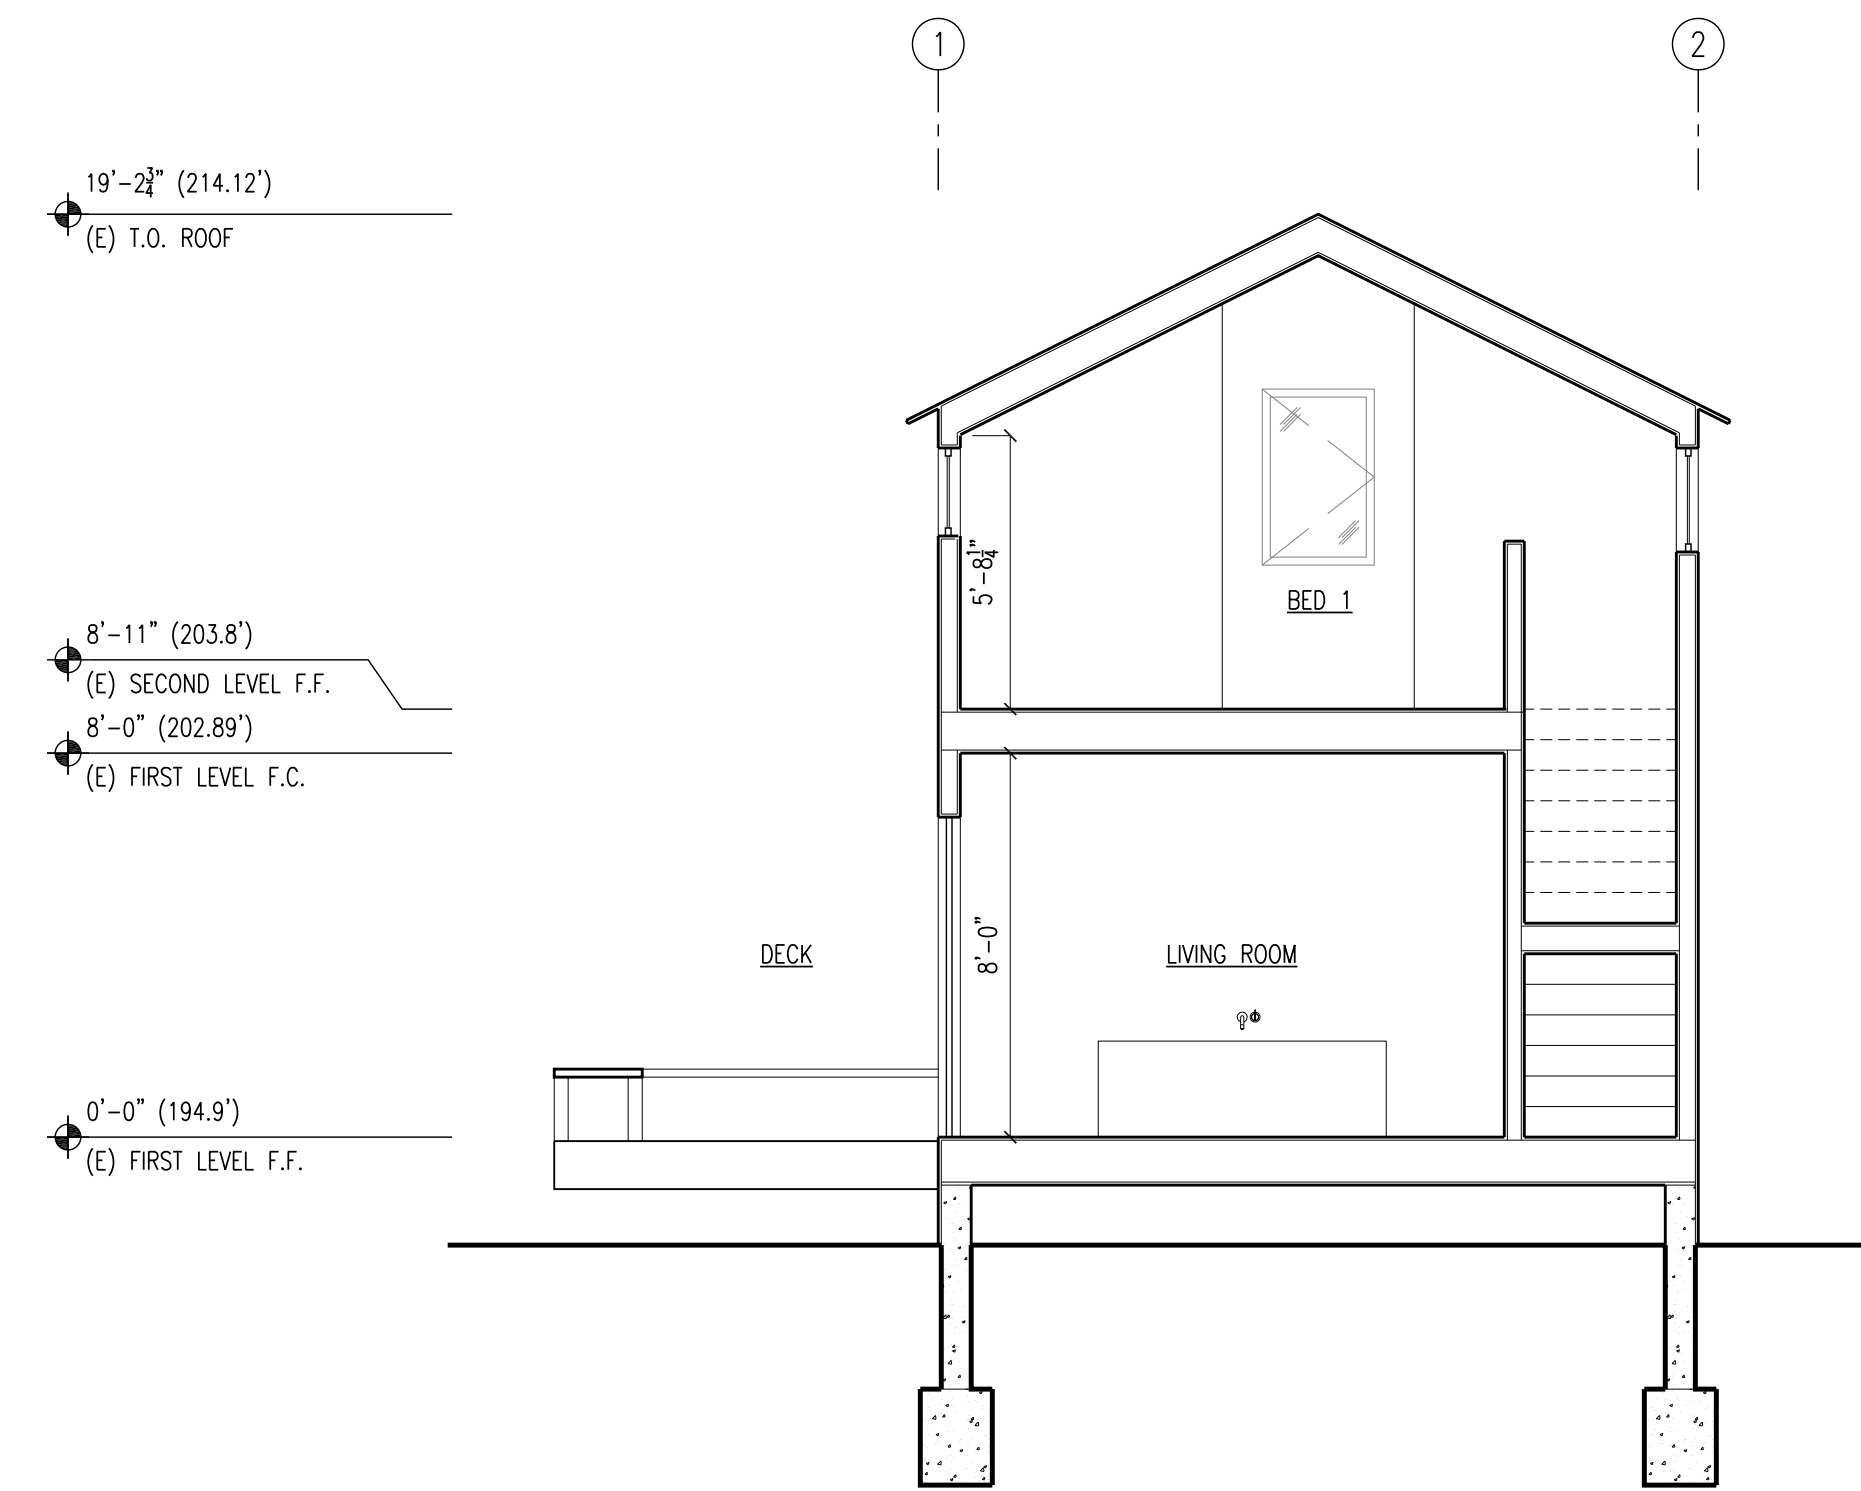 1
2
19'-2¾" (214.12')
(E) T.O. ROOF
5'-8¼"
BED 1
8'-11" (203.8')
(E) SECOND LEVEL F.F.
8'-0" (202.89')
(E) FIRST LEVEL F.C.
8'-0"
DECK
LIVING ROOM
0'-0" (194.9')
(E) FIRST LEVEL F.F.